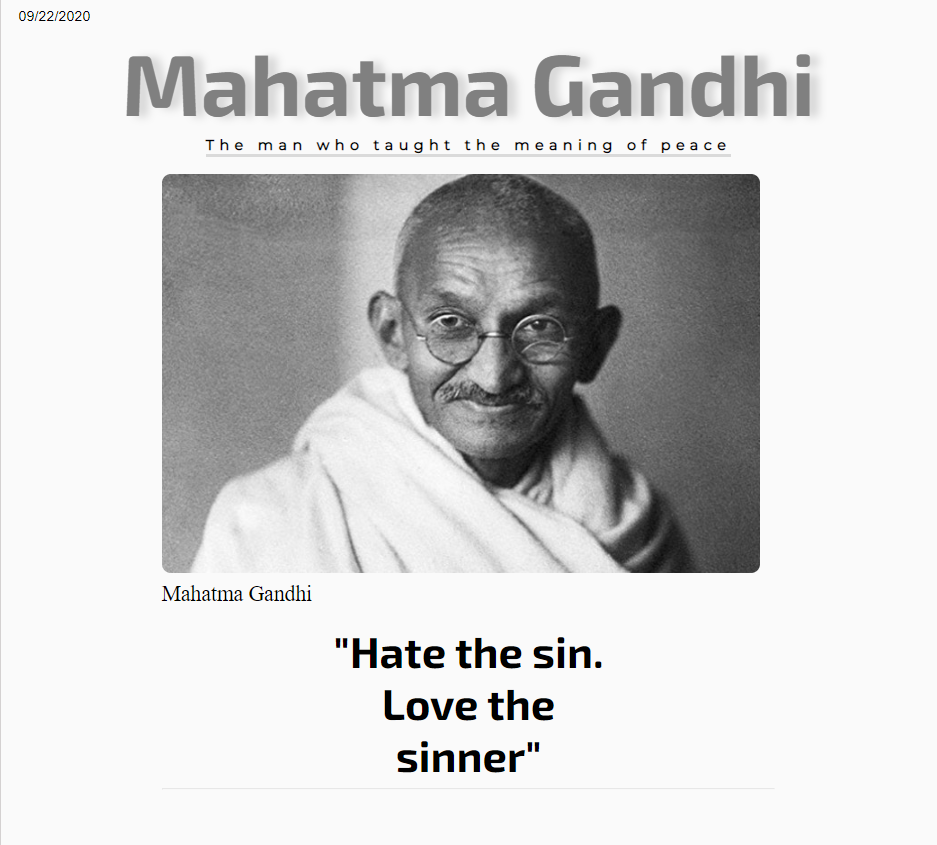 09/22/2020
Mahatma Gandhi
The man who taught the meaning of peace
Mahatma Gandhi
"Hate the sin.
Love the
sinner"